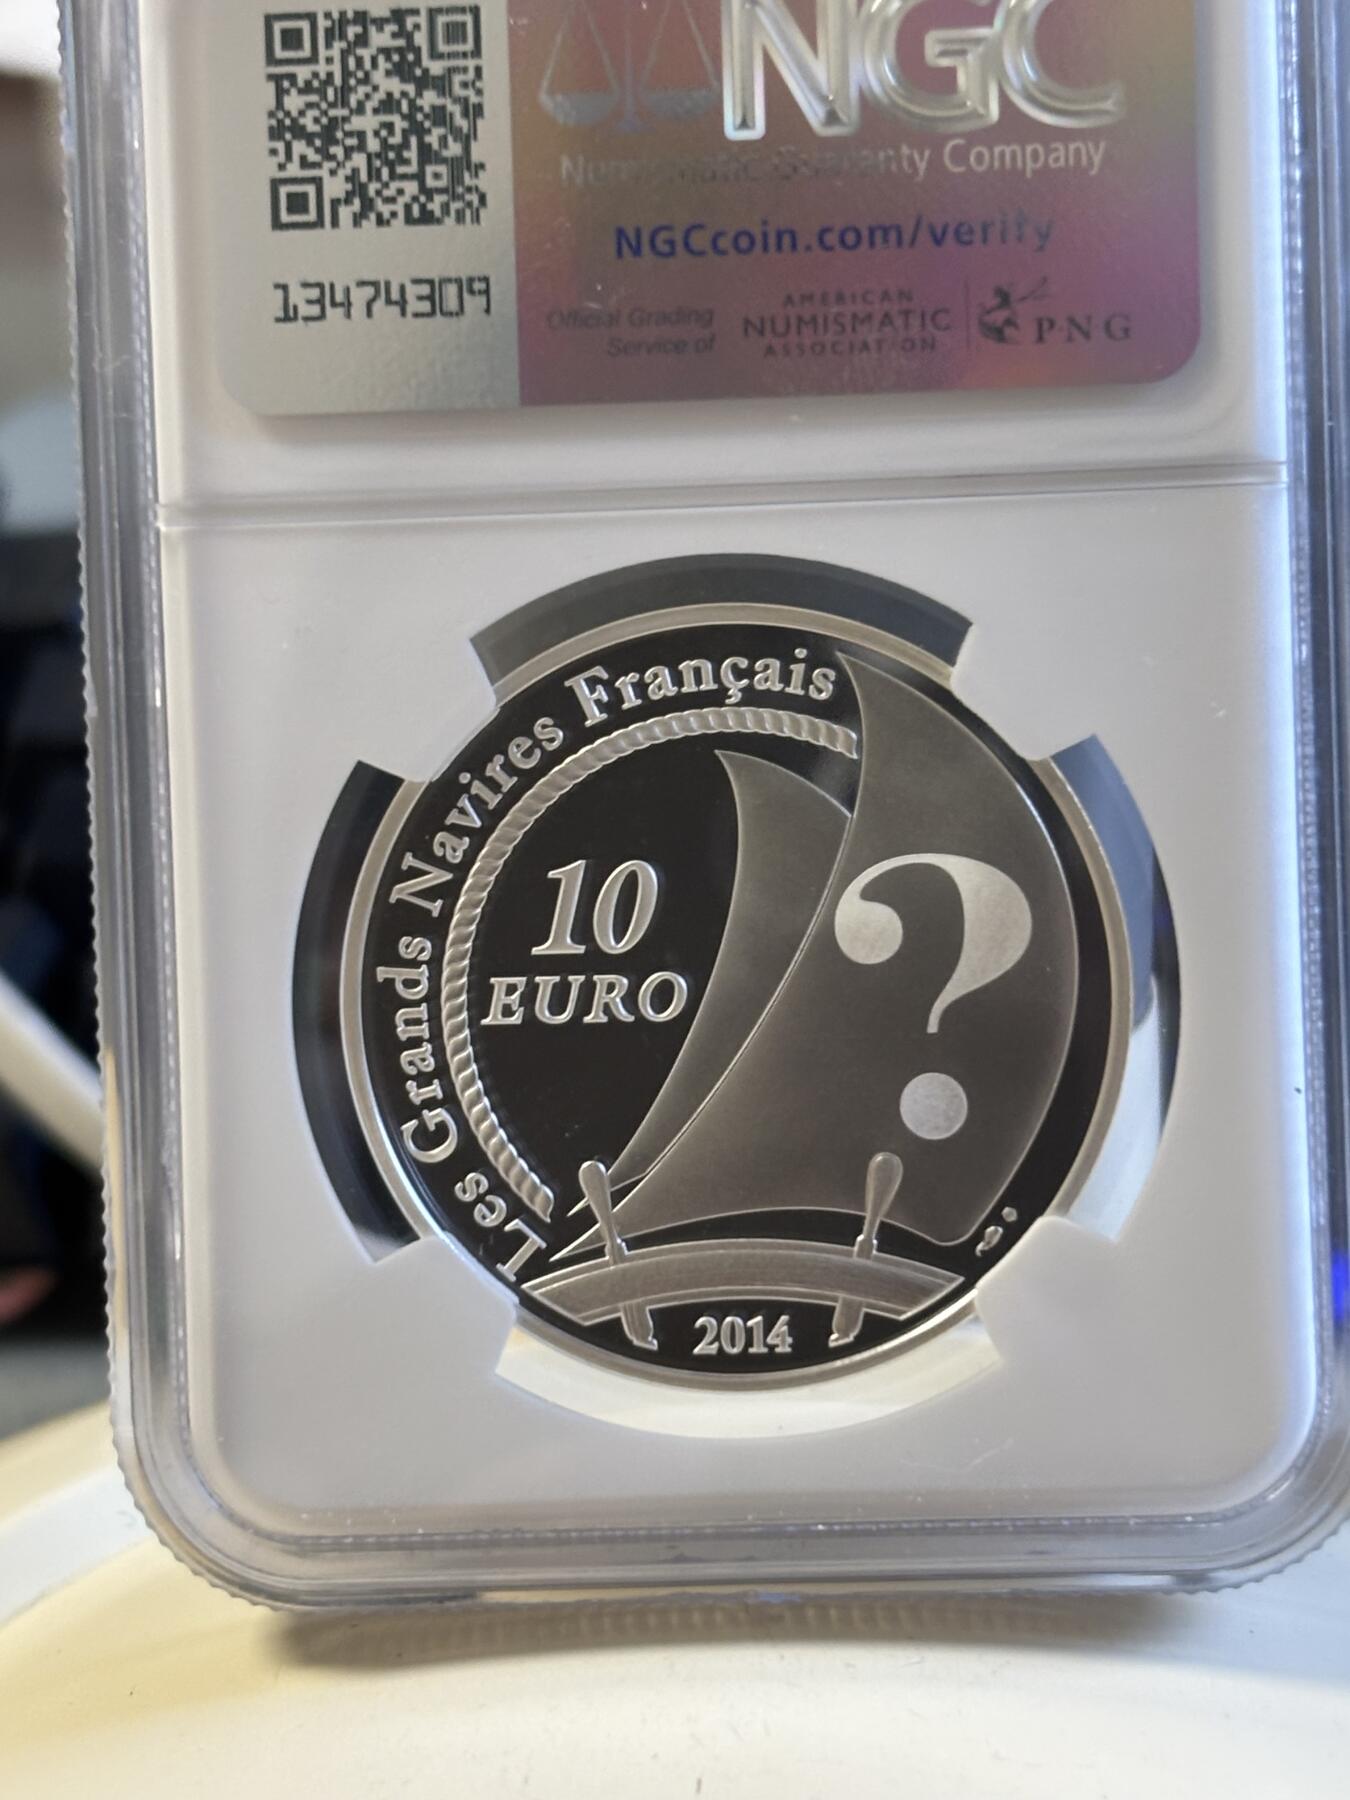 NGC
Numismatic Guaranty Company
NGCcoin.com/verify
13474309
Official Grading
Service of
AMERICAN
NUMISMATIC
ASSOCIATION
P·N·G
Les Grands Navires Français
10
EURO
?
2014